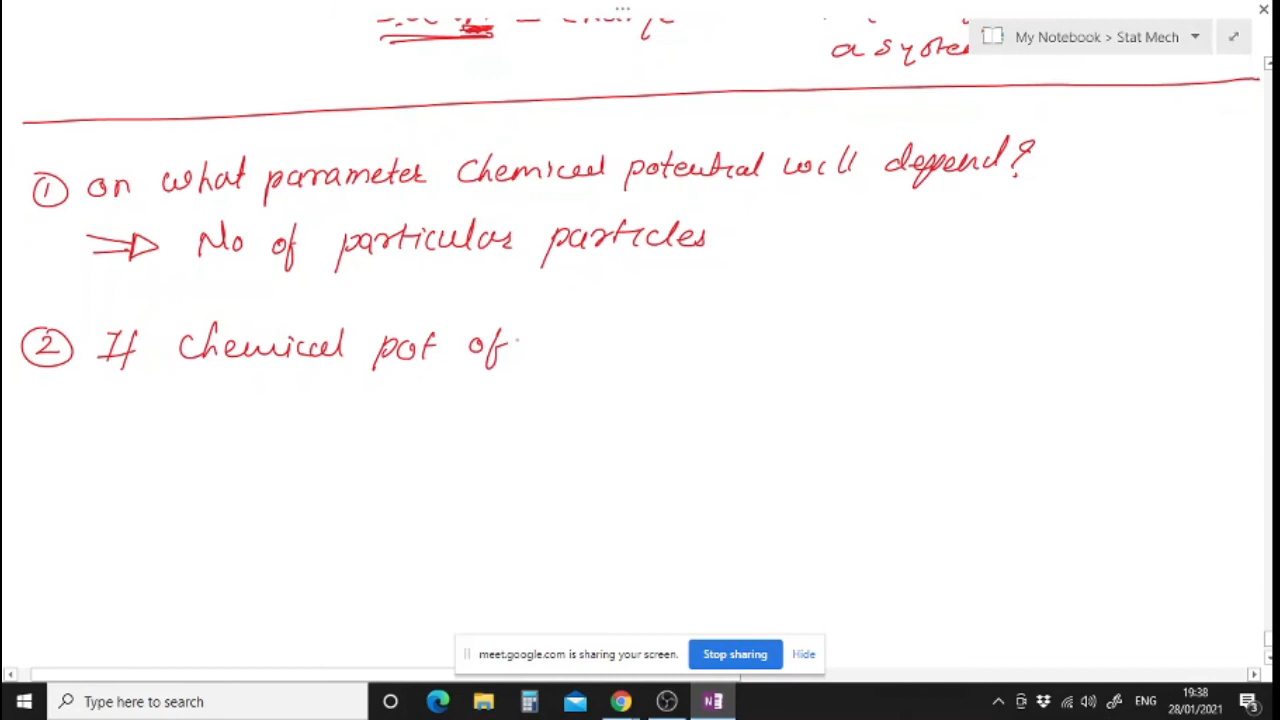 = charge
a system
My Notebook > Stat Mech
① on what parameter chemical potential will depend?
⇒ No of particular particles
② If chemical pot of
meet.google.com is sharing your screen. Stop sharing Hide
Type here to search
ENG
19:38
28/01/2021
3